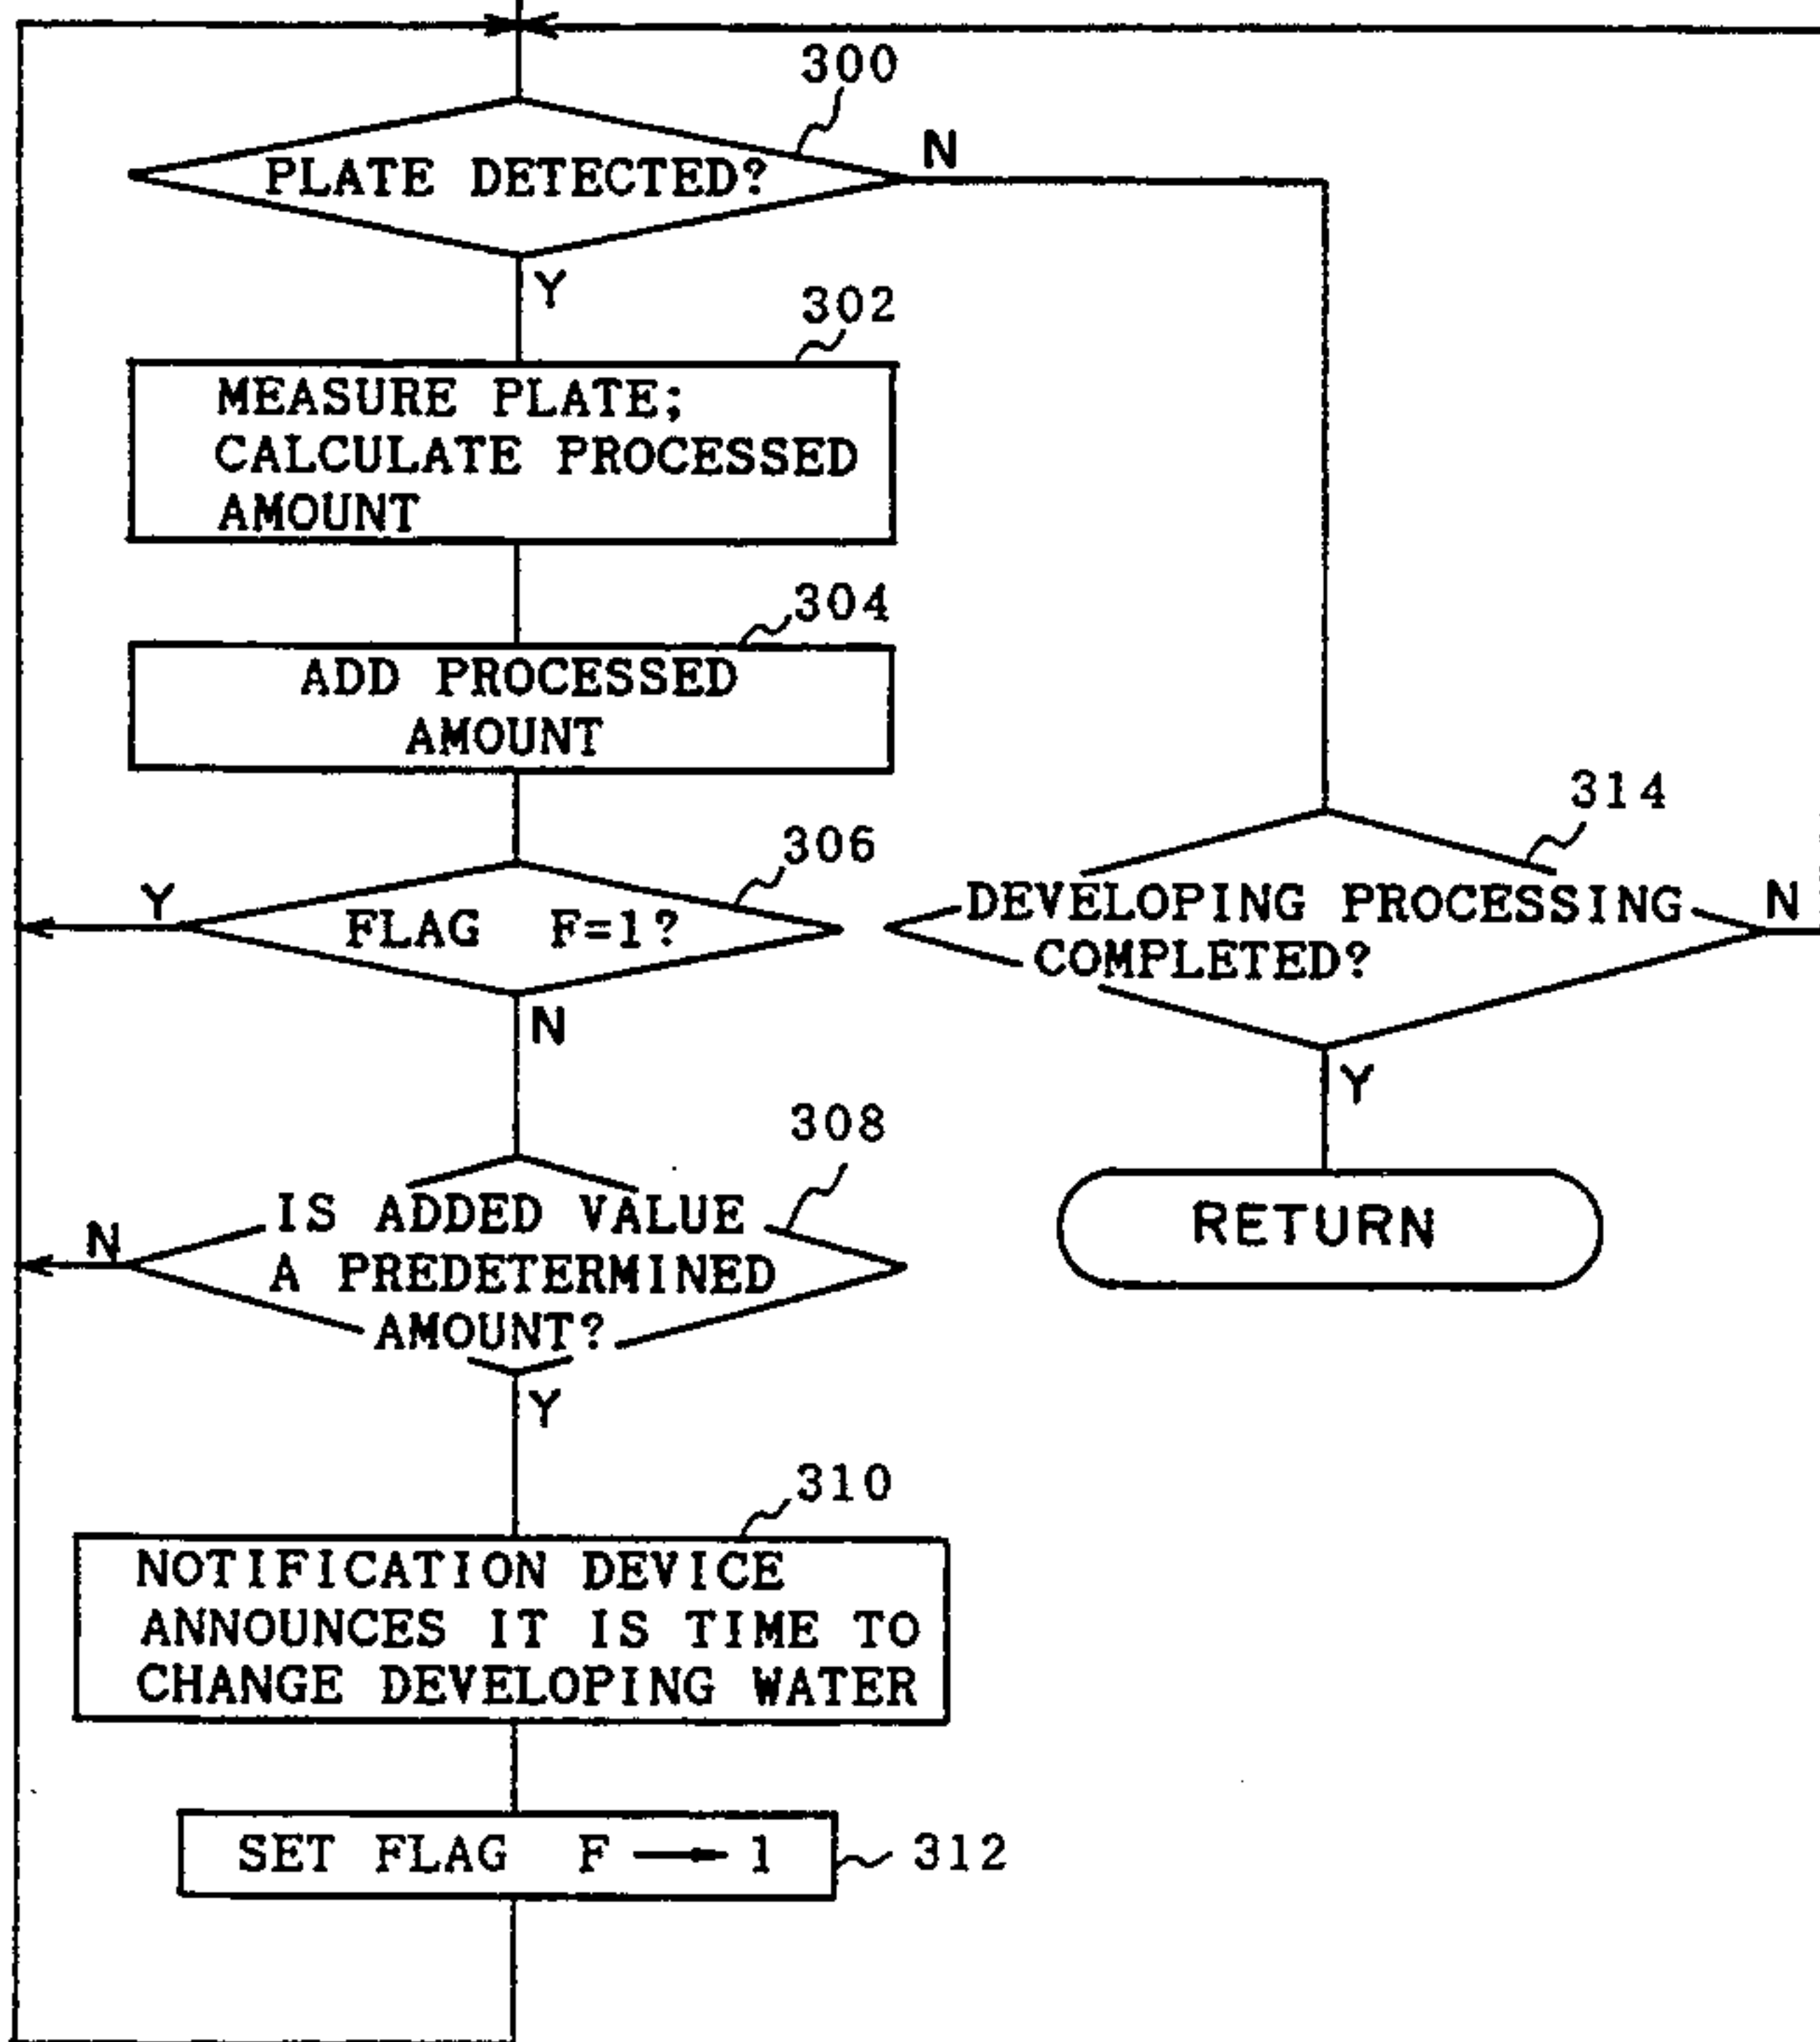 300
PLATE DETECTED?
N
Y
302
MEASURE PLATE;
CALCULATE PROCESSED
AMOUNT
304
ADD PROCESSED
AMOUNT
306
Y
FLAG F=1?
N
314
DEVELOPING PROCESSING
COMPLETED?
N
Y
RETURN
308
IS ADDED VALUE
A PREDETERMINED
AMOUNT?
N
Y
310
NOTIFICATION DEVICE
ANNOUNCES IT IS TIME TO
CHANGE DEVELOPING WATER
SET FLAG F → 1
312